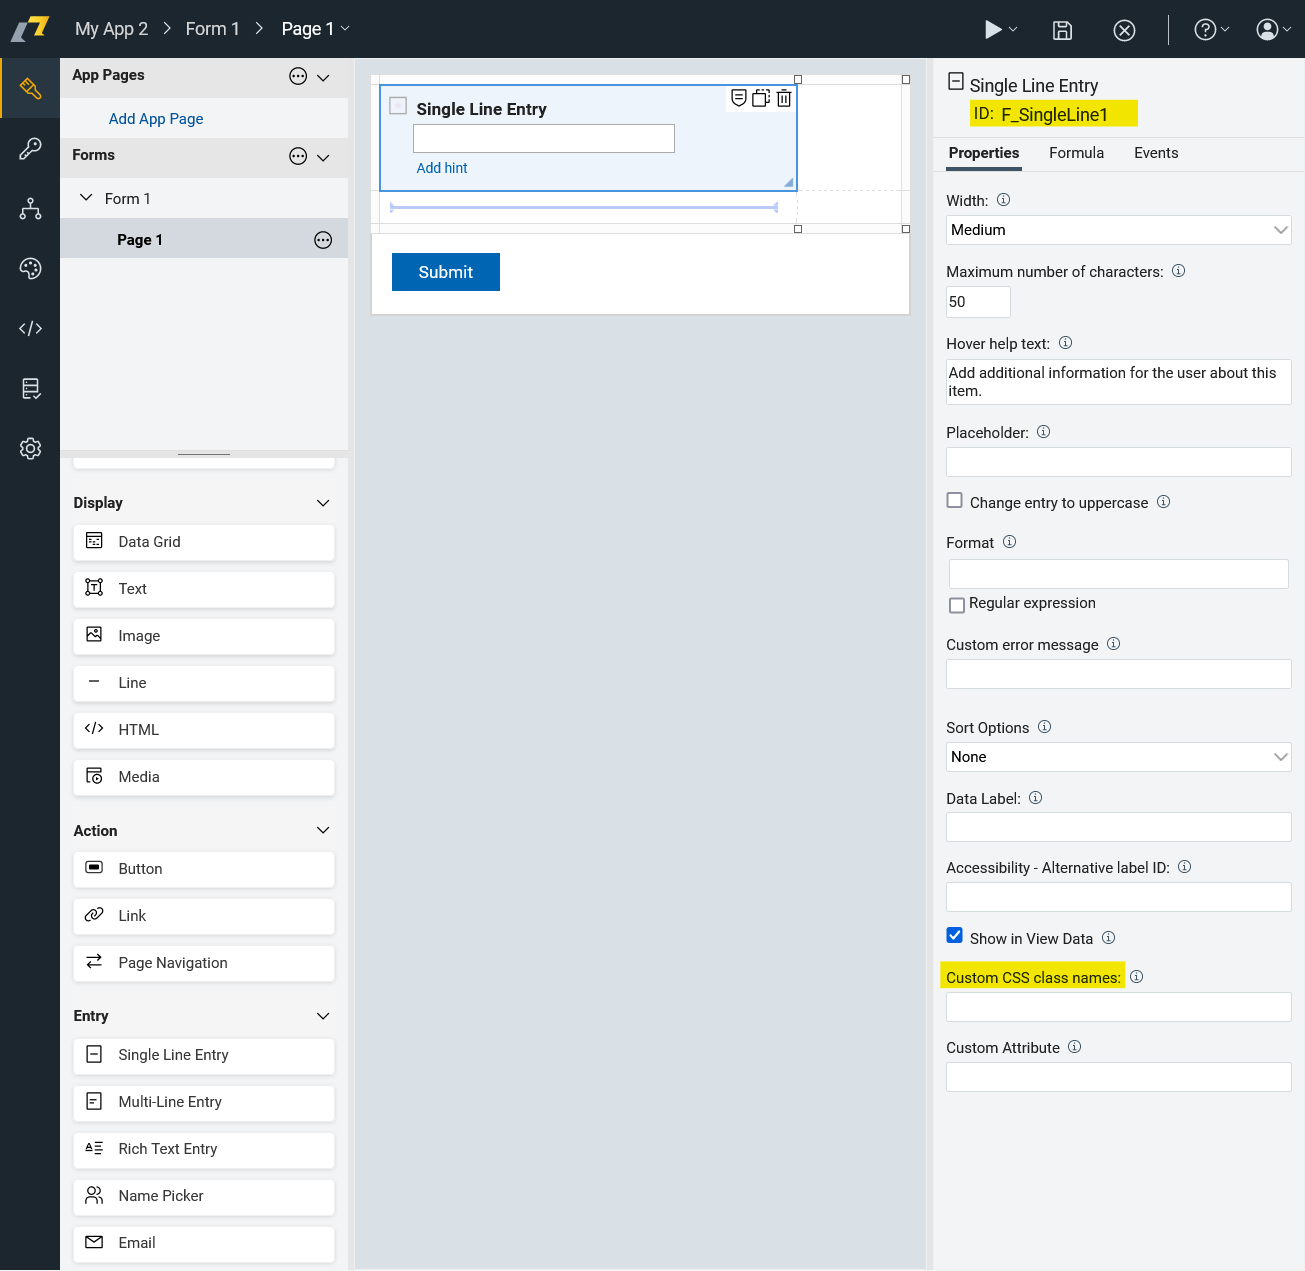 My App 2 > Form 1 > Page 1
App Pages
Add App Page
Forms
Form 1
Page 1
Display
Data Grid
Text
Image
Line
HTML
Media
Action
Button
Link
Page Navigation
Entry
Single Line Entry
Multi-Line Entry
Rich Text Entry
Name Picker
Email
Single Line Entry
Add hint
Submit
Single Line Entry
ID: F_SingleLine1
Properties Formula Events
Width:
Medium
Maximum number of characters:
50
Hover help text:
Add additional information for the user about this
item.
Placeholder:
Change entry to uppercase
Format
Regular expression
Custom error message
Sort Options
None
Data Label:
Accessibility - Alternative label ID:
Show in View Data
Custom CSS class names:
Custom Attribute